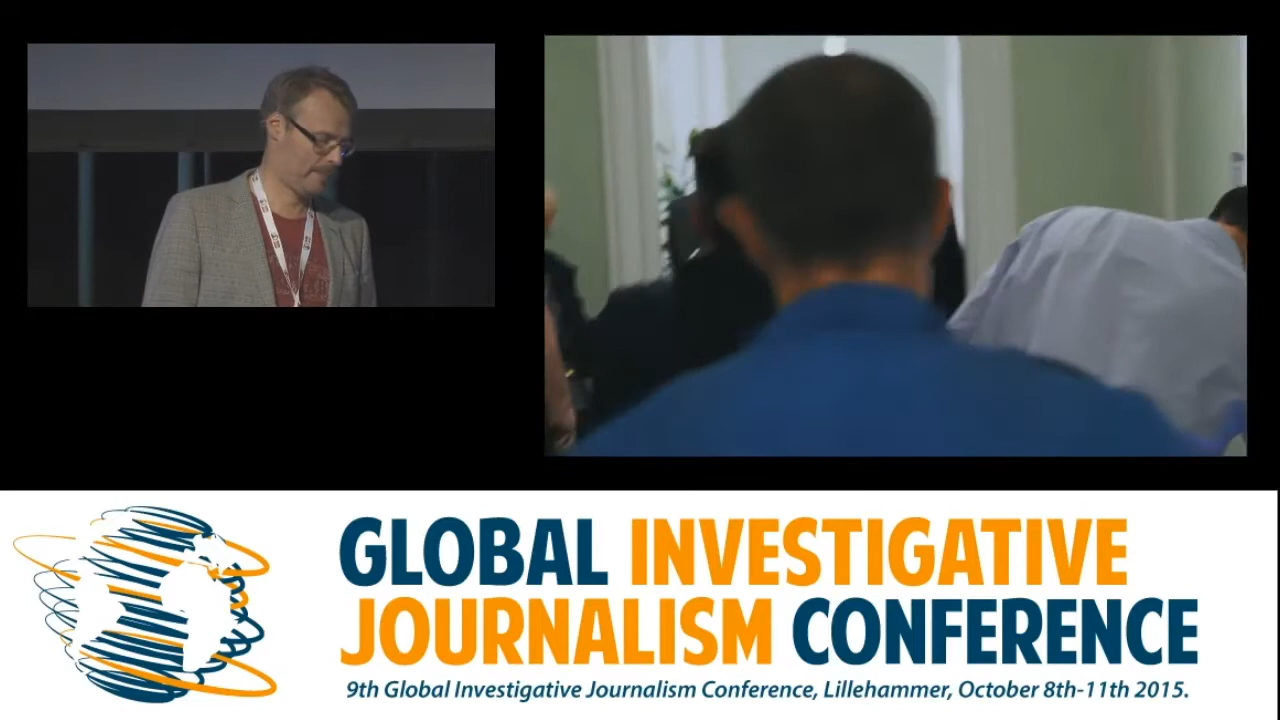 GLOBAL INVESTIGATIVE
JOURNALISM CONFERENCE
9th Global Investigative Journalism Conference, Lillehammer, October 8th-11th 2015.